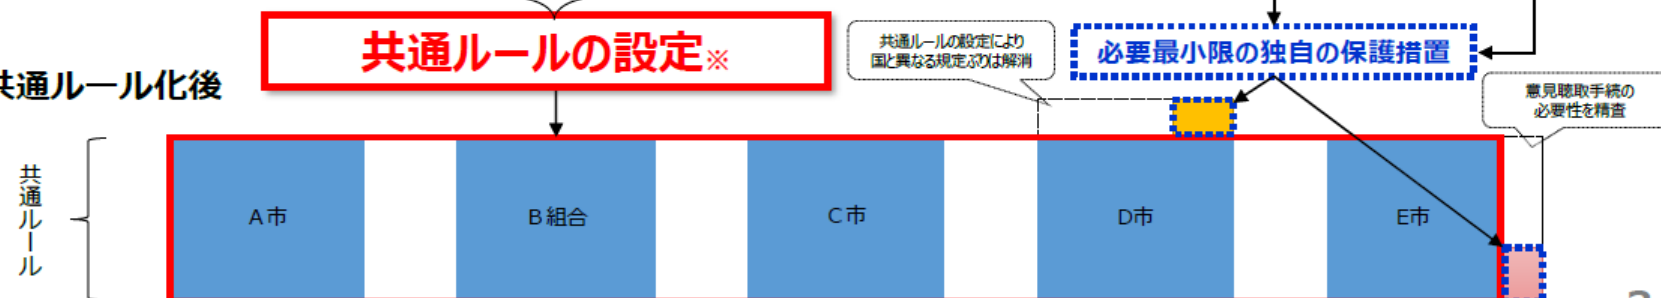 共通ルールの設定※
共通ルールの設定により
国と異なる規定ぶりは解消
必要最小限の独自の保護措置
共通ルール化後
意見聴取手続の
必要性を精査
共通ルール
A市
B組合
C市
D市
E市